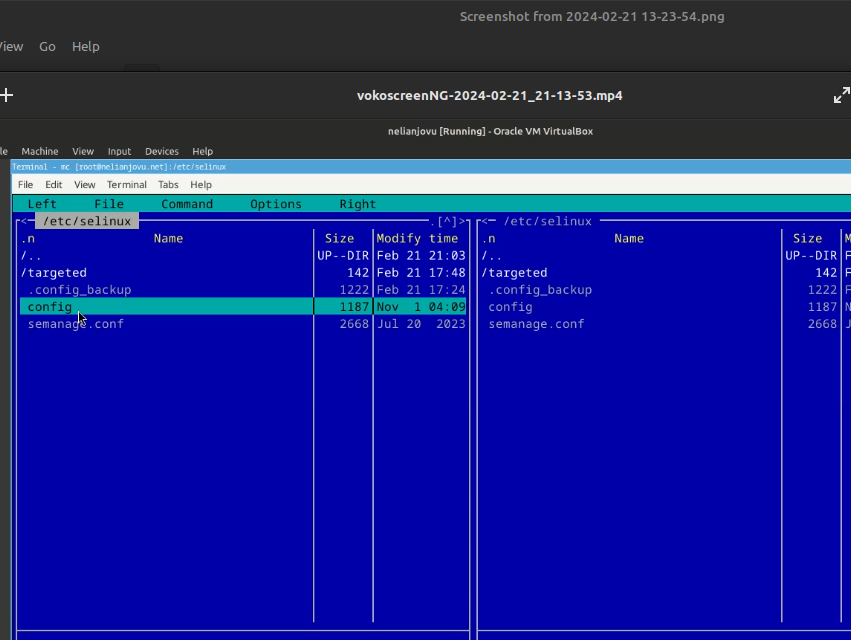 Screenshot from 2024-02-21 13-23-54.png
View Go Help
vokoscreenNG-2024-02-21_21-13-53.mp4
nelianjovu [Running] - Oracle VM VirtualBox
Machine View Input Devices Help
Terminal - mc [root@nelianjovu.net]:/etc/selinux
File Edit View Terminal Tabs Help
Left File Command Options Right
<- /etc/selinux .[^]> <- /etc/selinux
.n Name Size Modify time .n Name Size
/.. UP--DIR Feb 21 21:03 /.. UP--DIR
/targeted 142 Feb 21 17:48 /targeted 142
.config_backup 1222 Feb 21 17:24 .config_backup 1222
config 1187 Nov 1 04:09 config 1187
semanage.conf 2668 Jul 20 2023 semanage.conf 2668